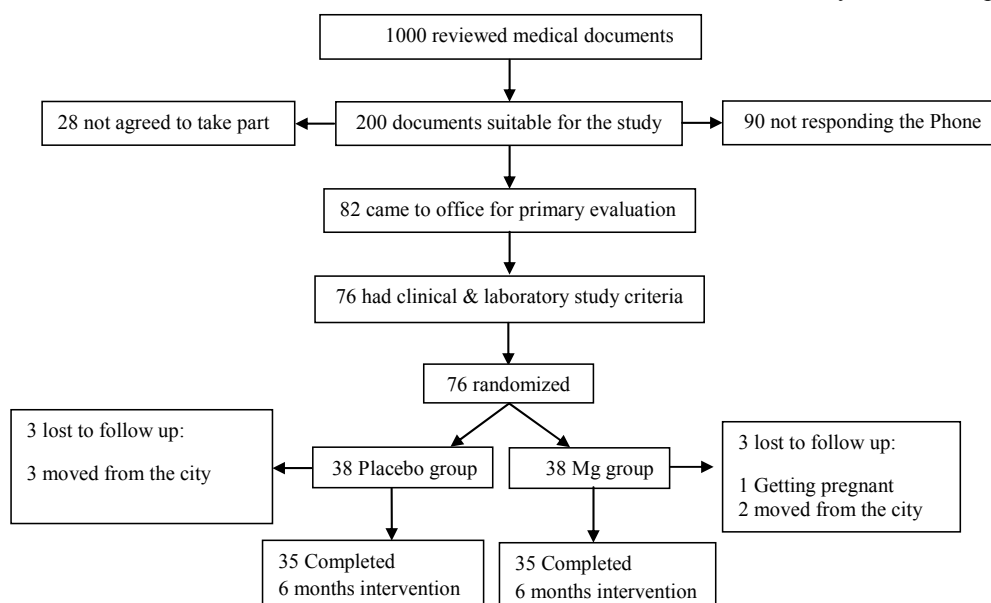 1000 reviewed medical documents
28 not agreed to take part
200 documents suitable for the study
90 not responding the Phone
82 came to office for primary evaluation
76 had clinical & laboratory study criteria
76 randomized
3 lost to follow up:
3 moved from the city
38 Placebo group
38 Mg group
3 lost to follow up:
1 Getting pregnant
2 moved from the city
35 Completed
6 months intervention
35 Completed
6 months intervention